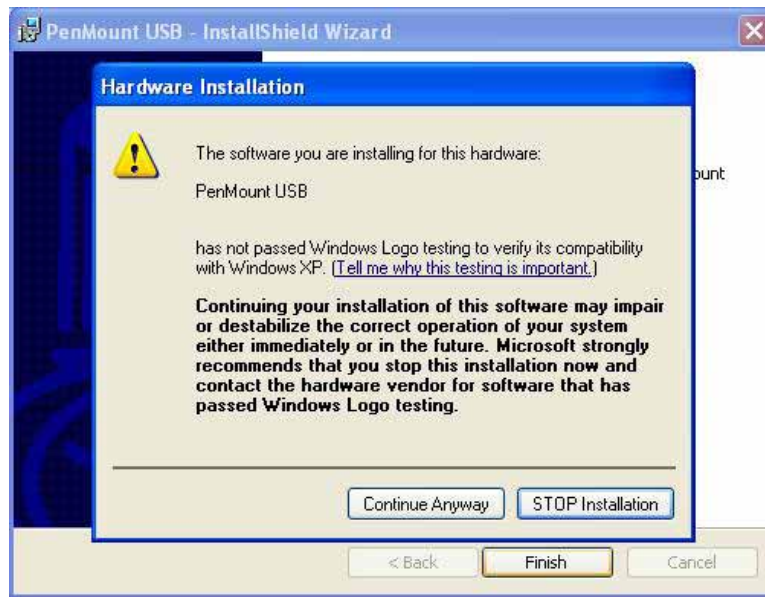 PenMount USB - InstallShield Wizard
Hardware Installation
The software you are installing for this hardware:
PenMount USB
has not passed Windows Logo testing to verify its compatibility
with Windows XP. (Tell me why this testing is important.)
Continuing your installation of this software may impair
or destabilize the correct operation of your system
either immediately or in the future. Microsoft strongly
recommends that you stop this installation now and
contact the hardware vendor for software that has
passed Windows Logo testing.
Continue Anyway STOP Installation
< Back Finish Cancel